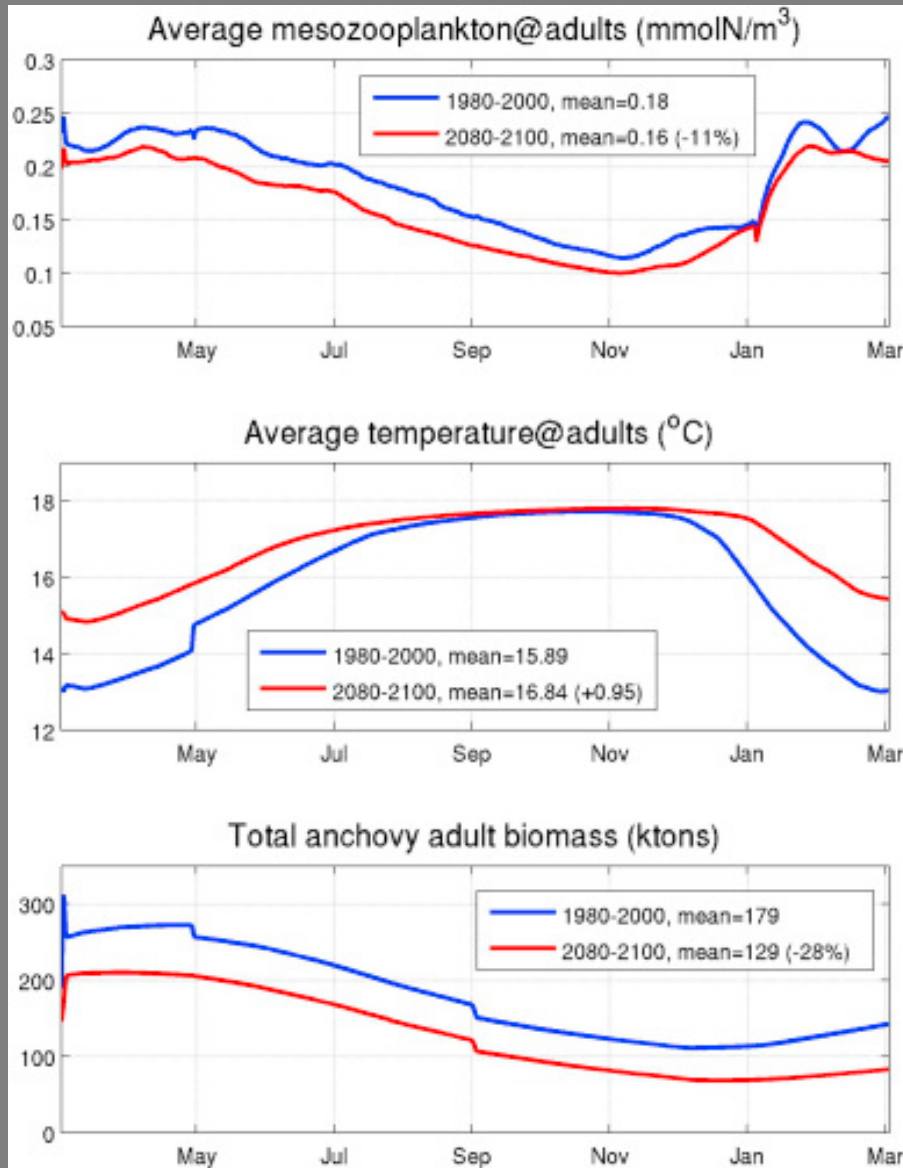 Average mesozooplankton@adults (mmolN/m³)
0.3
0.25
0.2
0.15
0.1
0.05
1980-2000, mean=0.18
2080-2100, mean=0.16 (-11%)
May Jul Sep Nov Jan Mar
Average temperature@adults (°C)
18
16
14
12
1980-2000, mean=15.89
2080-2100, mean=16.84 (+0.95)
May Jul Sep Nov Jan Mar
Total anchovy adult biomass (ktons)
300
200
100
0
1980-2000, mean=179
2080-2100, mean=129 (-28%)
May Jul Sep Nov Jan Mar